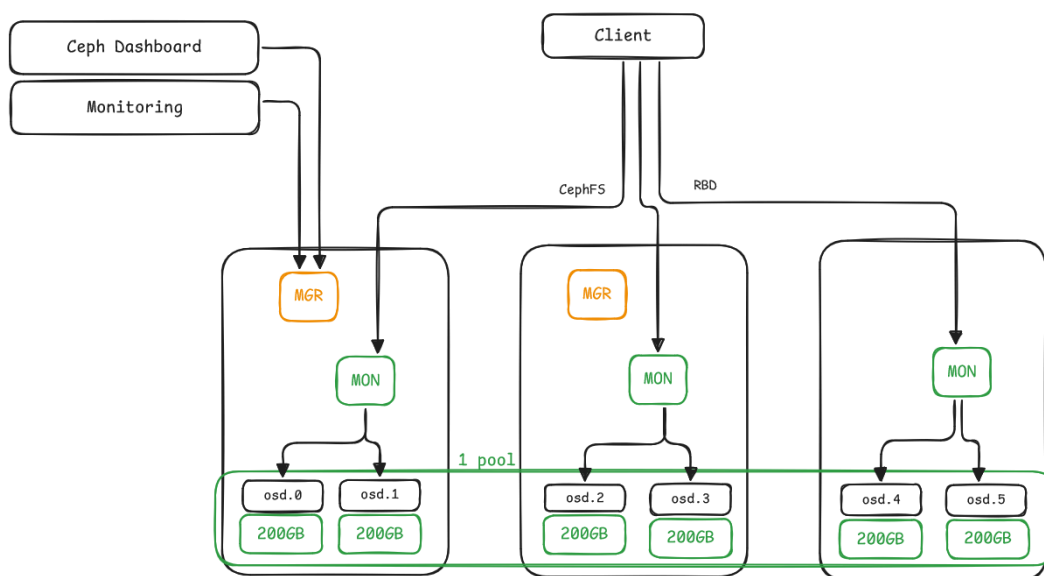 Ceph Dashboard
Client
Monitoring
CephFS
RBD
MGR
MGR
MON
MON
MON
1 pool
osd.0
osd.1
osd.2
osd.3
osd.4
osd.5
200GB
200GB
200GB
200GB
200GB
200GB